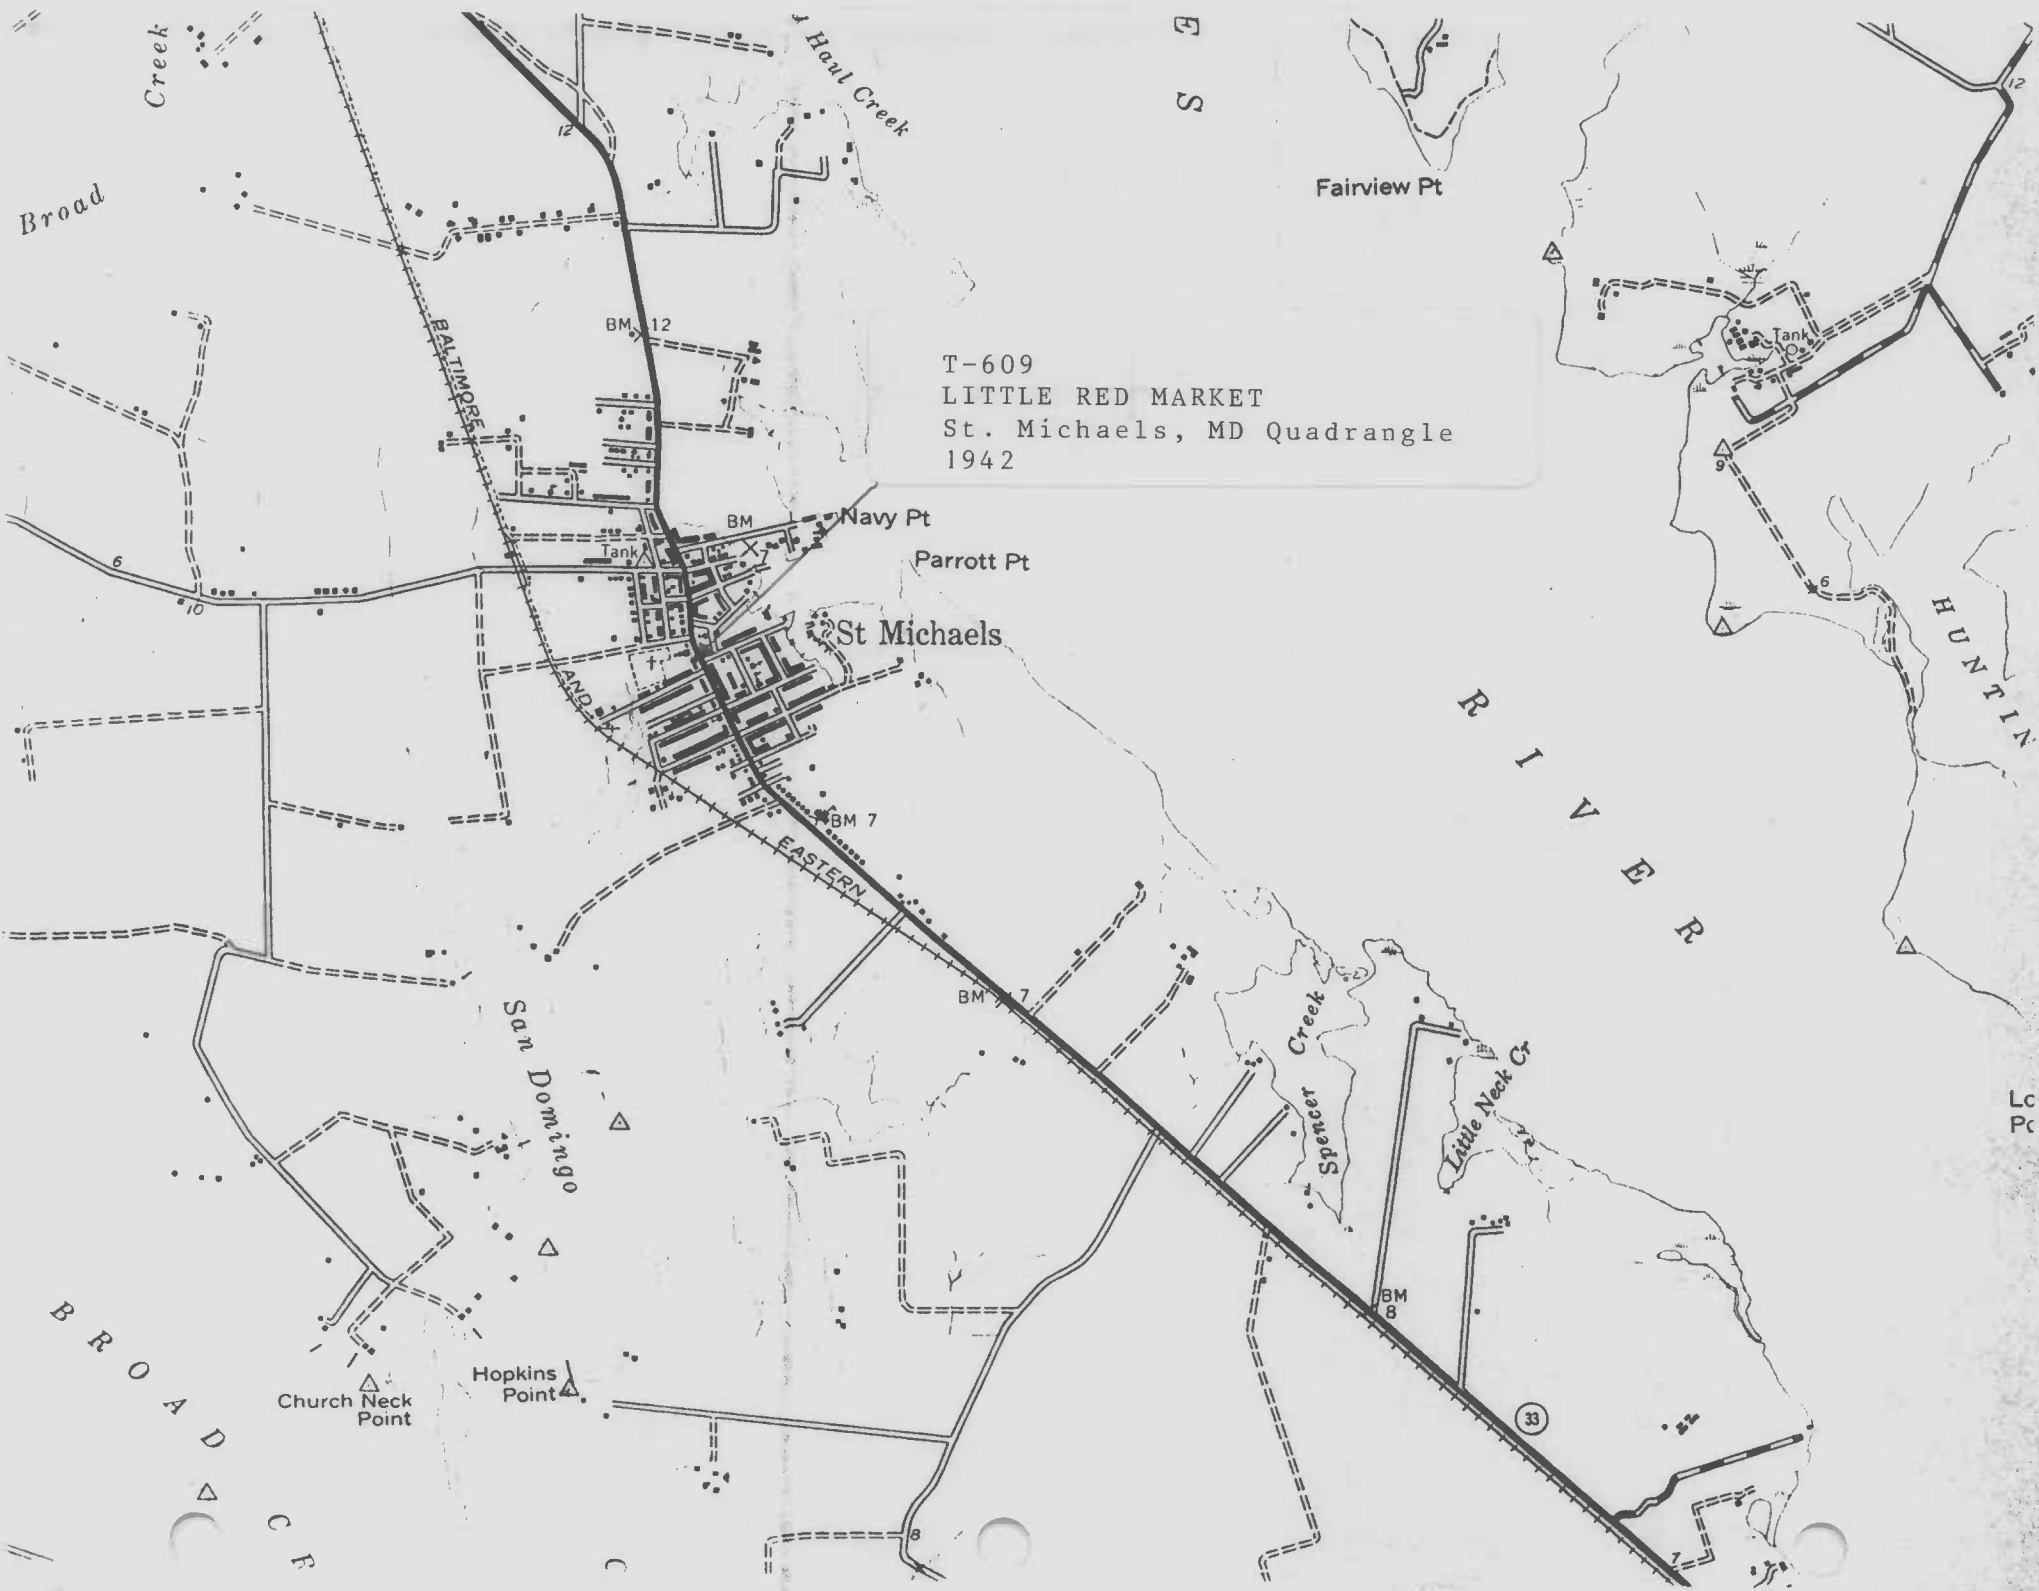 Creek
Haul Creek
E
S
12
12
Broad
Fairview Pt
BM 12
BALTIMORE
Tank
T-609
LITTLE RED MARKET
St. Michaels, MD Quadrangle
1942
9
BM
7
Navy Pt
Parrott Pt
Tank
6
10
6
HUNTIN
St Michaels
AND
RIVER
BM 7
EASTERN
BM 7
San Domingo
Spencer Creek
Little Neck Cr
BM
8
BROAD
Church Neck
Point
Hopkins
Point
33
8
7